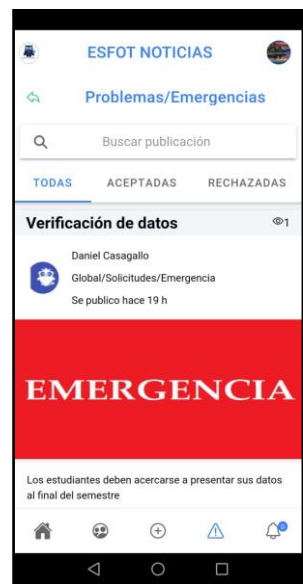 ESFOT NOTICIAS
Problemas/Emergencias
Buscar publicación
TODAS ACEPTADAS RECHAZADAS
Verificación de datos 1
Daniel Casagallo
Global/Solicitudes/Emergencia
Se publico hace 19 h
EMERGENCIA
Los estudiantes deben acercarse a presentar sus datos
al final del semestre